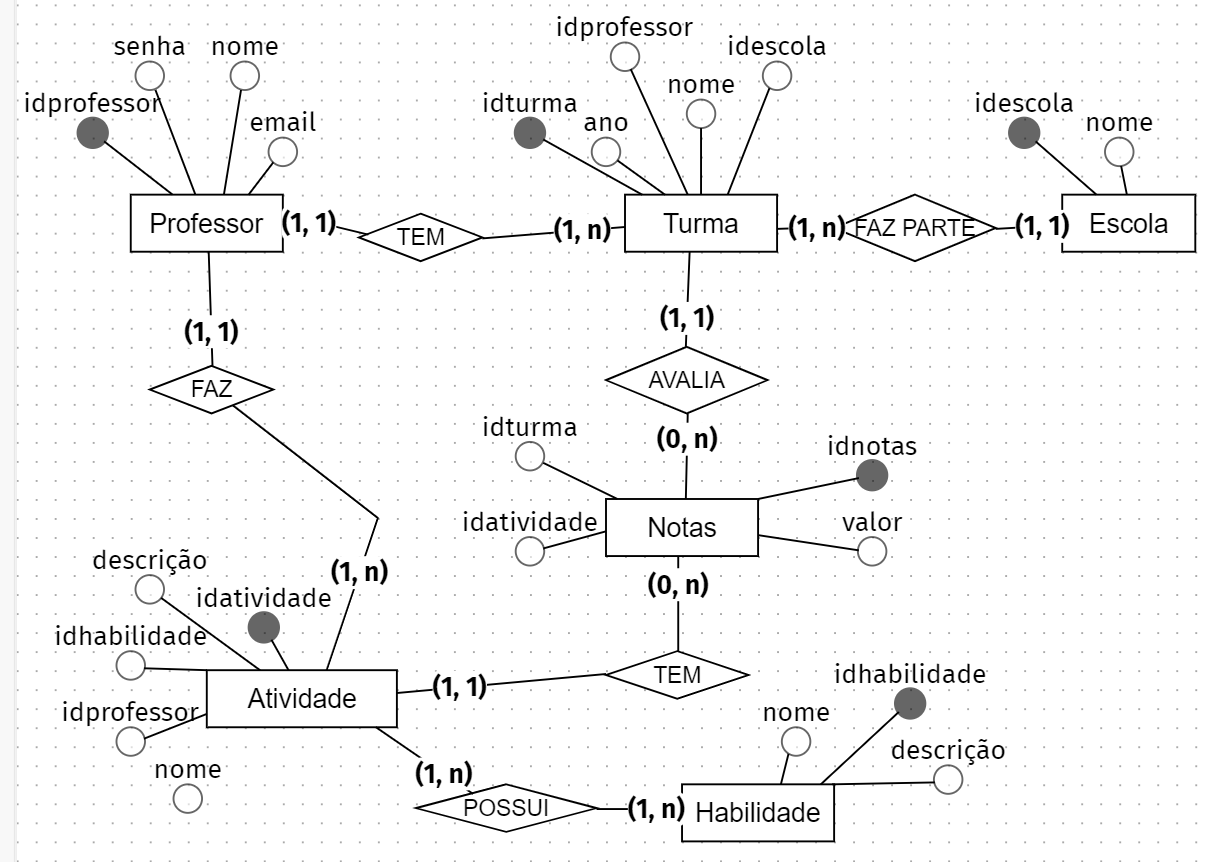 idprofessor
idescola
senha
nome
nome
idprofessor
idturma
idescola
email
ano
nome
Professor
(1, 1)
TEM
(1, n)
Turma
(1, n)
FAZ PARTE
(1, 1)
Escola
(1, 1)
(1, 1)
FAZ
AVALIA
idturma
(0, n)
idnotas
idatividade
Notas
valor
descrição
(1, n)
(0, n)
idatividade
idhabilidade
Atividade
(1, 1)
TEM
idhabilidade
idprofessor
nome
nome
descrição
(1, n)
POSSUI
(1, n)
Habilidade
idescola
nome